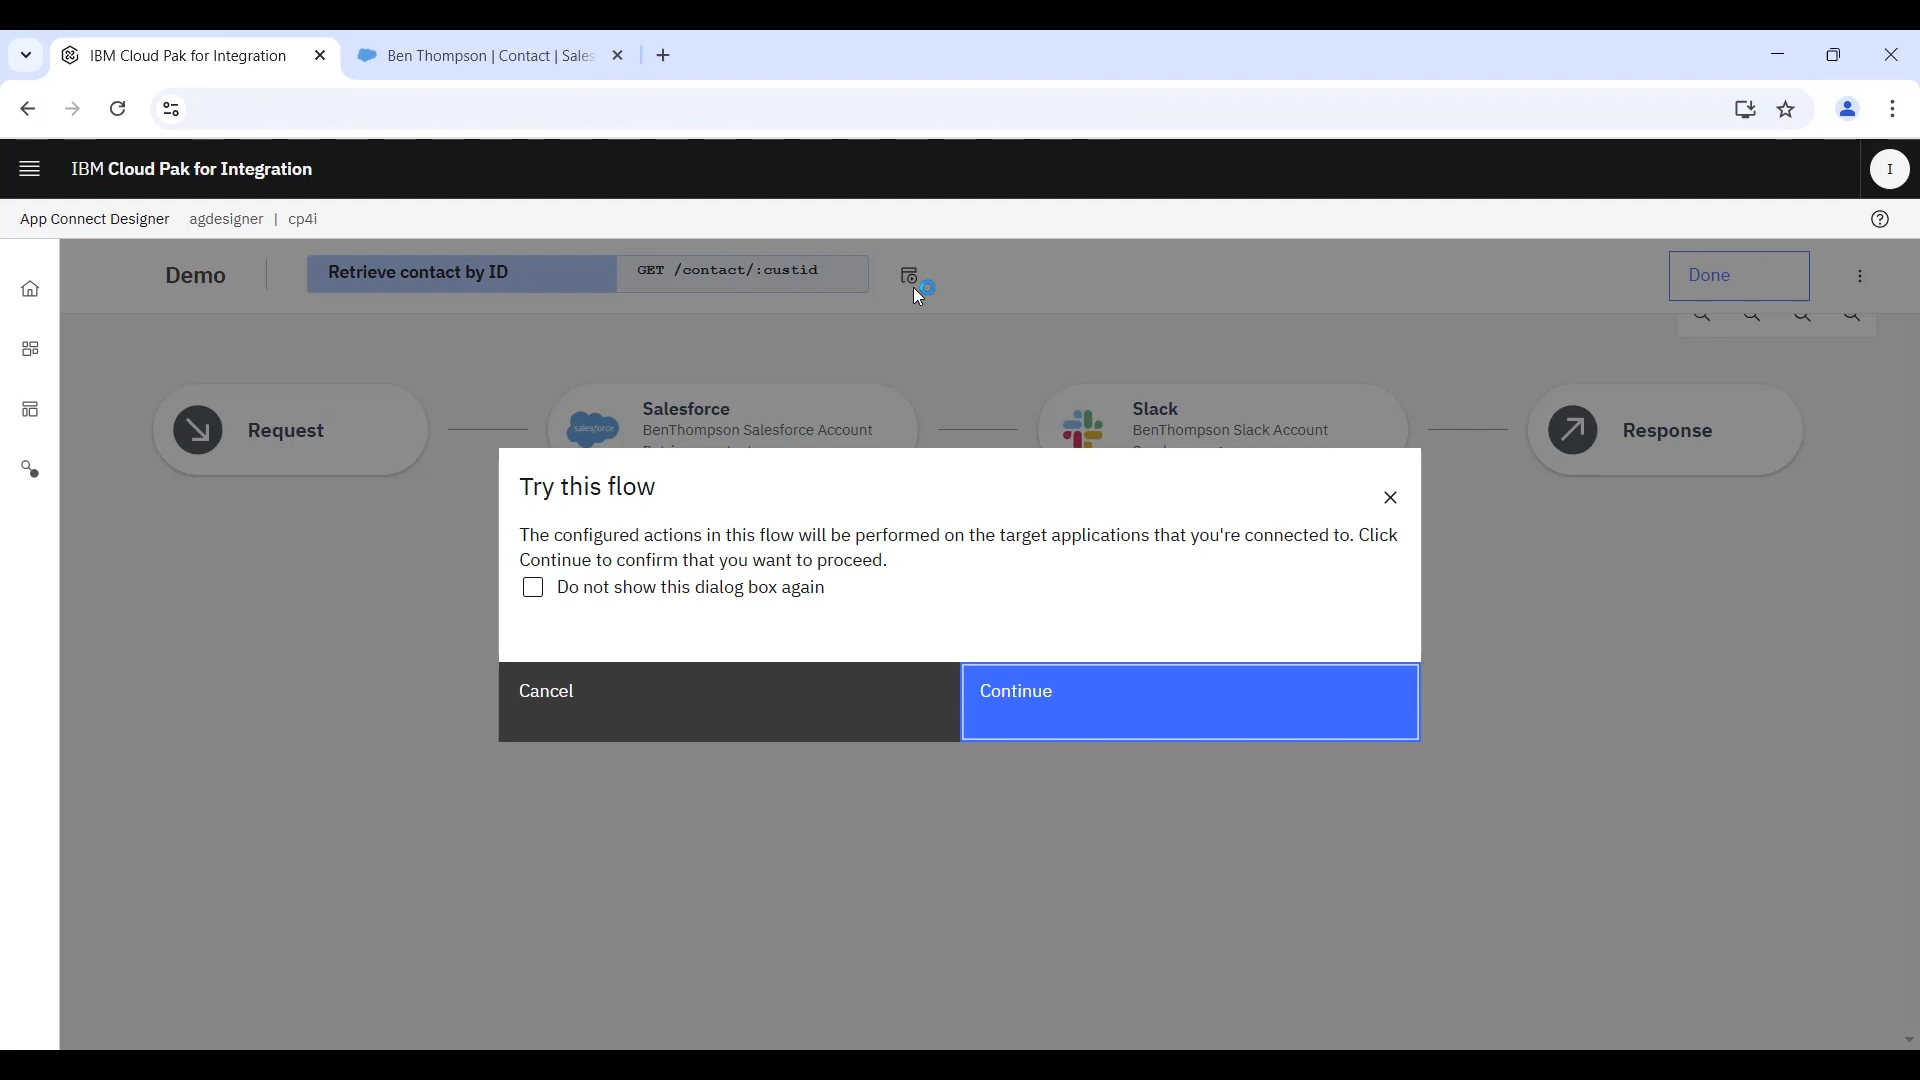 IBM Cloud Pak for Integration
Ben Thompson | Contact | Sales
IBM Cloud Pak for Integration
I
App Connect Designer agdesigner | cp4i
Demo
Retrieve contact by ID
GET /contact/:custid
Done
Request
salesforce
Salesforce
BenThompson Salesforce Account
Slack
BenThompson Slack Account
Response
Try this flow
The configured actions in this flow will be performed on the target applications that you're connected to. Click
Continue to confirm that you want to proceed.
Do not show this dialog box again
Cancel
Continue